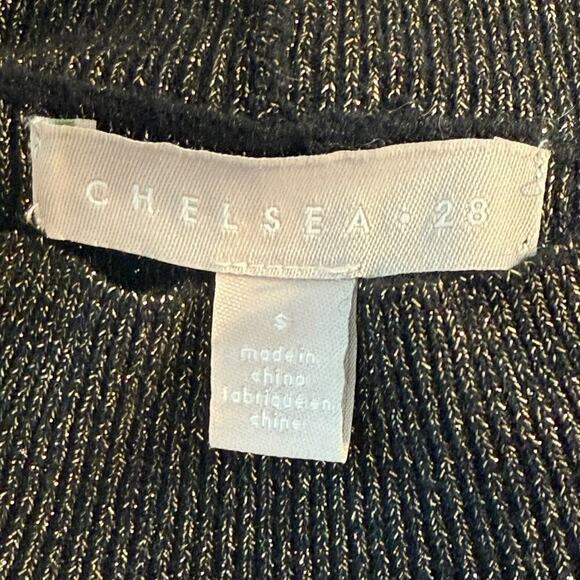 CHELSEA : 28
S
made in
china
fabriqué en
chine